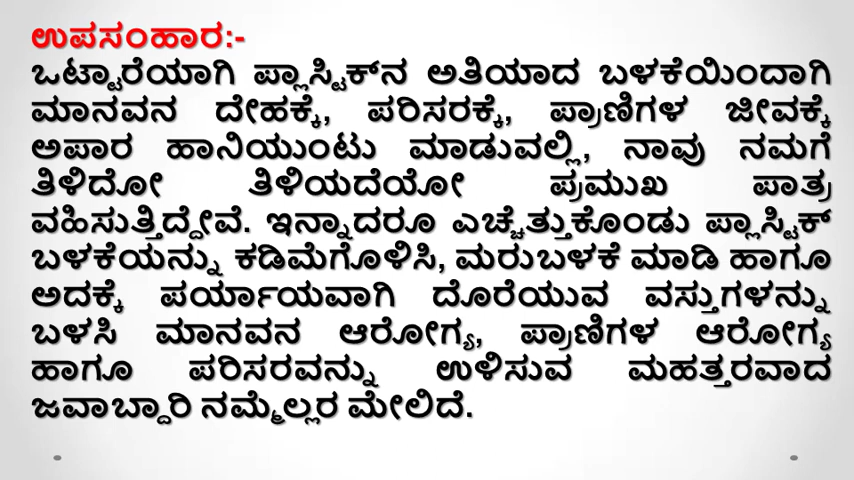 ಉಪಸಂಹಾರ:-
ಒಟ್ಟಾರೆಯಾಗಿ ಪ್ಲಾಸ್ಟಿಕ್‌ನ ಅತಿಯಾದ ಬಳಕೆಯಿಂದಾಗಿ
ಮಾನವನ ದೇಹಕ್ಕೆ, ಪರಿಸರಕ್ಕೆ, ಪ್ರಾಣಿಗಳ ಜೀವಕ್ಕೆ
ಅಪಾರ ಹಾನಿಯುಂಟು ಮಾಡುವಲ್ಲಿ, ನಾವು ನಮಗೆ
ತಿಳಿದೋ ತಿಳಿಯದೆಯೋ ಪ್ರಮುಖ ಪಾತ್ರ
ವಹಿಸುತ್ತಿದ್ದೇವೆ. ಇನ್ನಾದರೂ ಎಚ್ಚೆತ್ತುಕೊಂಡು ಪ್ಲಾಸ್ಟಿಕ್
ಬಳಕೆಯನ್ನು ಕಡಿಮೆಗೊಳಿಸಿ, ಮರುಬಳಕೆ ಮಾಡಿ ಹಾಗೂ
ಅದಕ್ಕೆ ಪರ್ಯಾಯವಾಗಿ ದೊರೆಯುವ ವಸ್ತುಗಳನ್ನು
ಬಳಸಿ ಮಾನವನ ಆರೋಗ್ಯ, ಪ್ರಾಣಿಗಳ ಆರೋಗ್ಯ
ಹಾಗೂ ಪರಿಸರವನ್ನು ಉಳಿಸುವ ಮಹತ್ತರವಾದ
ಜವಾಬ್ದಾರಿ ನಮ್ಮೆಲ್ಲರ ಮೇಲಿದೆ.